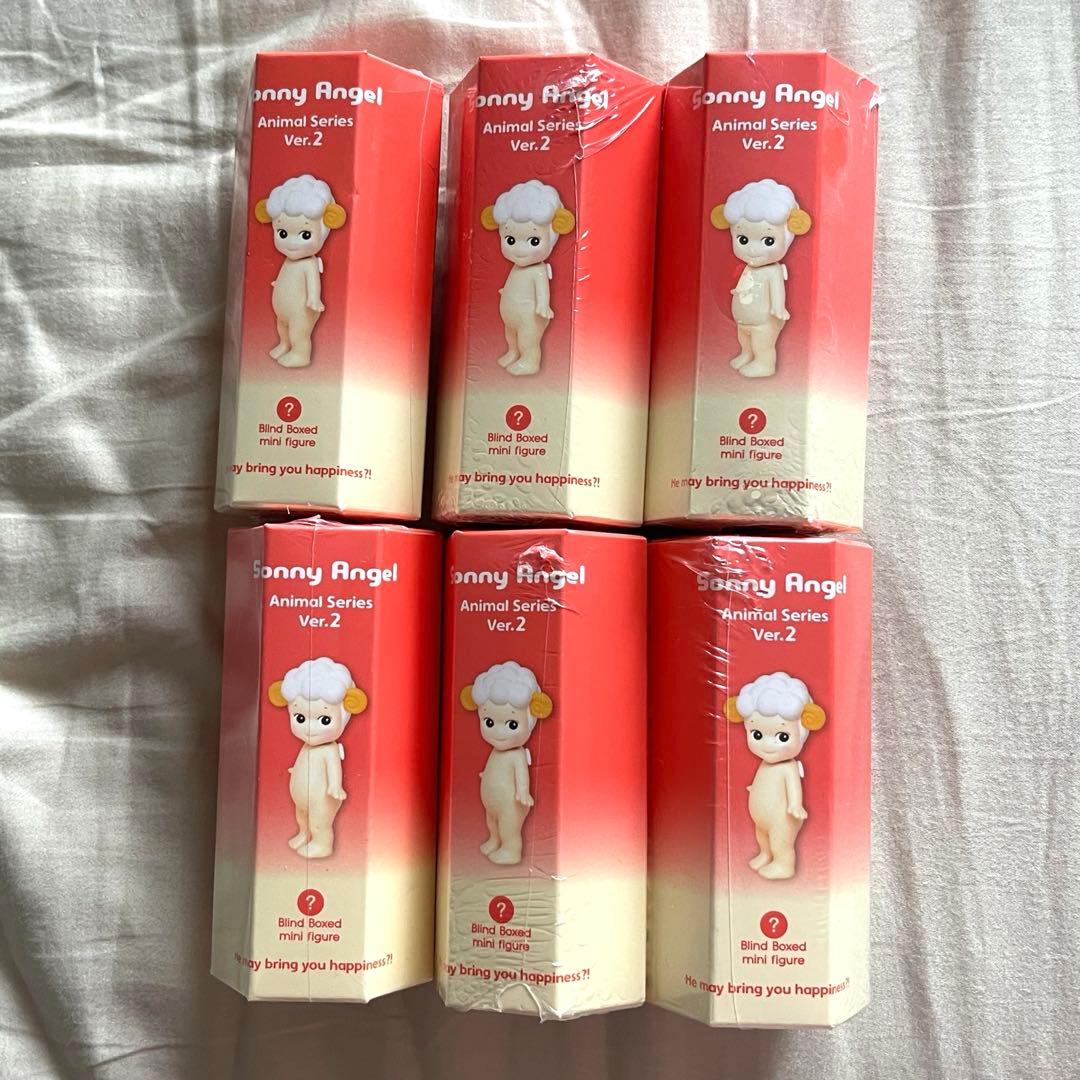 Sonny Angel
Animal Series
Ver.2
?
Blind Boxed
mini figure
may bring you happiness?!
Sonny Angel
Animal Series
Ver.2
?
Blind Boxed
mini figure
He may bring you happiness?!
Sonny Angel
Animal Series
Ver.2
?
Blind Boxed
mini figure
He may bring you happiness?!
Sonny Angel
Animal Series
Ver.2
?
Blind Boxed
mini figure
He may bring you happiness?!
Sonny Angel
Animal Series
Ver.2
?
Blind Boxed
mini figure
may bring you happiness?!
Sonny Angel
Animal Series
Ver.2
?
Blind Boxed
mini figure
He may bring you happiness?!